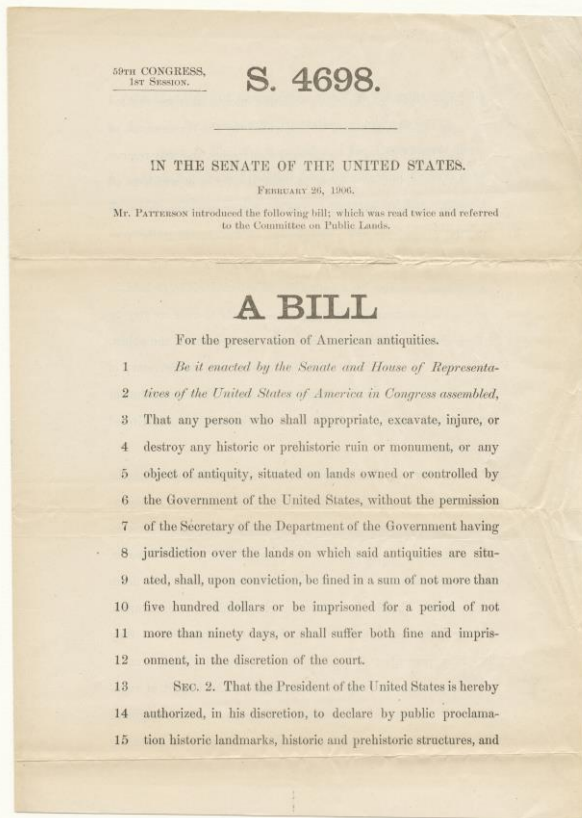 59TH CONGRESS,
1ST SESSION.
S. 4698.
IN THE SENATE OF THE UNITED STATES.
FEBRUARY 26, 1906.
Mr. PATTERSON introduced the following bill; which was read twice and referred
to the Committee on Public Lands.
A BILL
For the preservation of American antiquities.
1 Be it enacted by the Senate and House of Representa-
2 tives of the United States of America in Congress assembled,
3 That any person who shall appropriate, excavate, injure, or
4 destroy any historic or prehistoric ruin or monument, or any
5 object of antiquity, situated on lands owned or controlled by
6 the Government of the United States, without the permission
7 of the Secretary of the Department of the Government having
8 jurisdiction over the lands on which said antiquities are situ-
9 ated, shall, upon conviction, be fined in a sum of not more than
10 five hundred dollars or be imprisoned for a period of not
11 more than ninety days, or shall suffer both fine and impris-
12 onment, in the discretion of the court.
13 SEC. 2. That the President of the United States is hereby
14 authorized, in his discretion, to declare by public proclama-
15 tion historic landmarks, historic and prehistoric structures, and